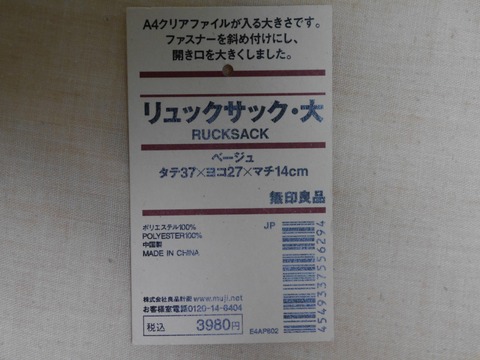 A4クリアファイルが入る大きさです。
ファスナーを斜め付けにし、
開き口を大きくしました。
リュックサック・大
RUCKSACK
ベージュ
タテ37×ヨコ27×マチ14cm
無印良品
ポリエステル100%
POLYESTER100%
中国製
MADE IN CHINA
JP
4549337556294
株式会社良品計画 www.muji.net
お客様室電話0120-14-6404
税込 3980円
E4AP602